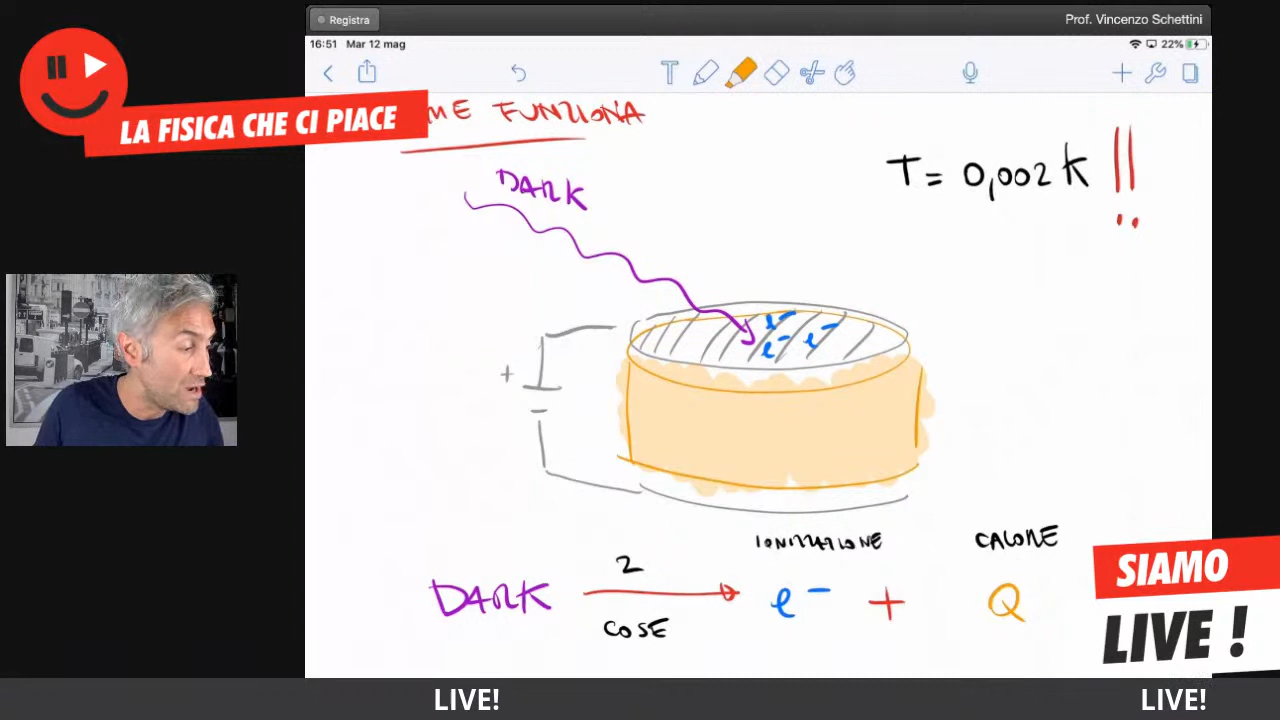 Registra
Prof. Vincenzo Schettini
16:51 Mar 12 mag
22%
LA FISICA CHE CI PIACE
ME FUNZIONA
T = 0,002 K !!
DARK
e-
e- e-
+
-
IONIZZAZIONE
CALORE
2
DARK → e- + Q
COSE
SIAMO
LIVE !
LIVE!
LIVE!